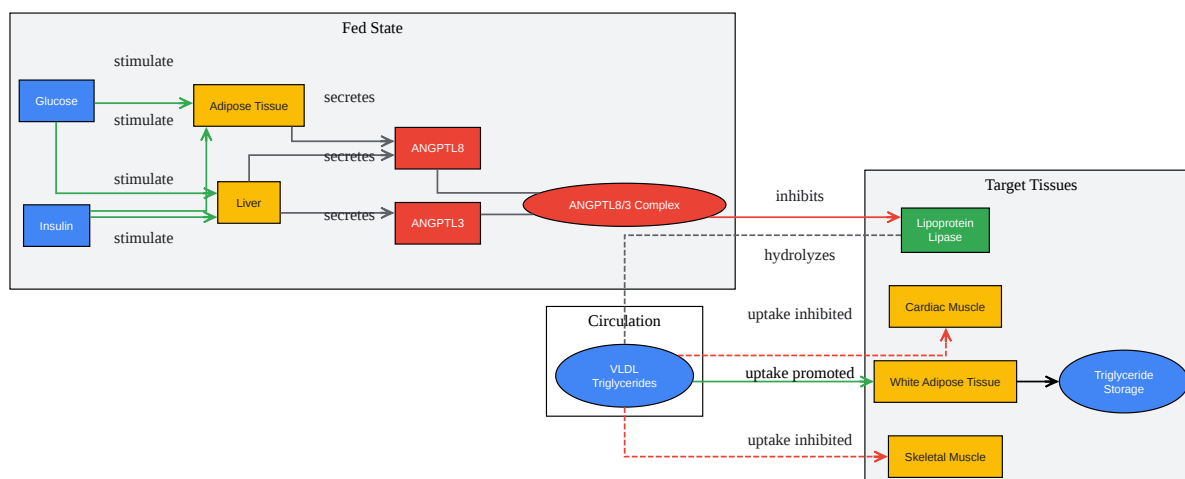 Fed State
stimulate
Glucose
Adipose Tissue
secretes
stimulate
ANGPTL8
secretes
stimulate
Liver
Insulin
secretes
ANGPTL3
stimulate
ANGPTL8/3 Complex
inhibits
hydrolyzes
Target Tissues
Lipoprotein
Lipase
Circulation
uptake inhibited
Cardiac Muscle
VLDL
Triglycerides
uptake promoted
White Adipose Tissue
Triglyceride
Storage
uptake inhibited
Skeletal Muscle